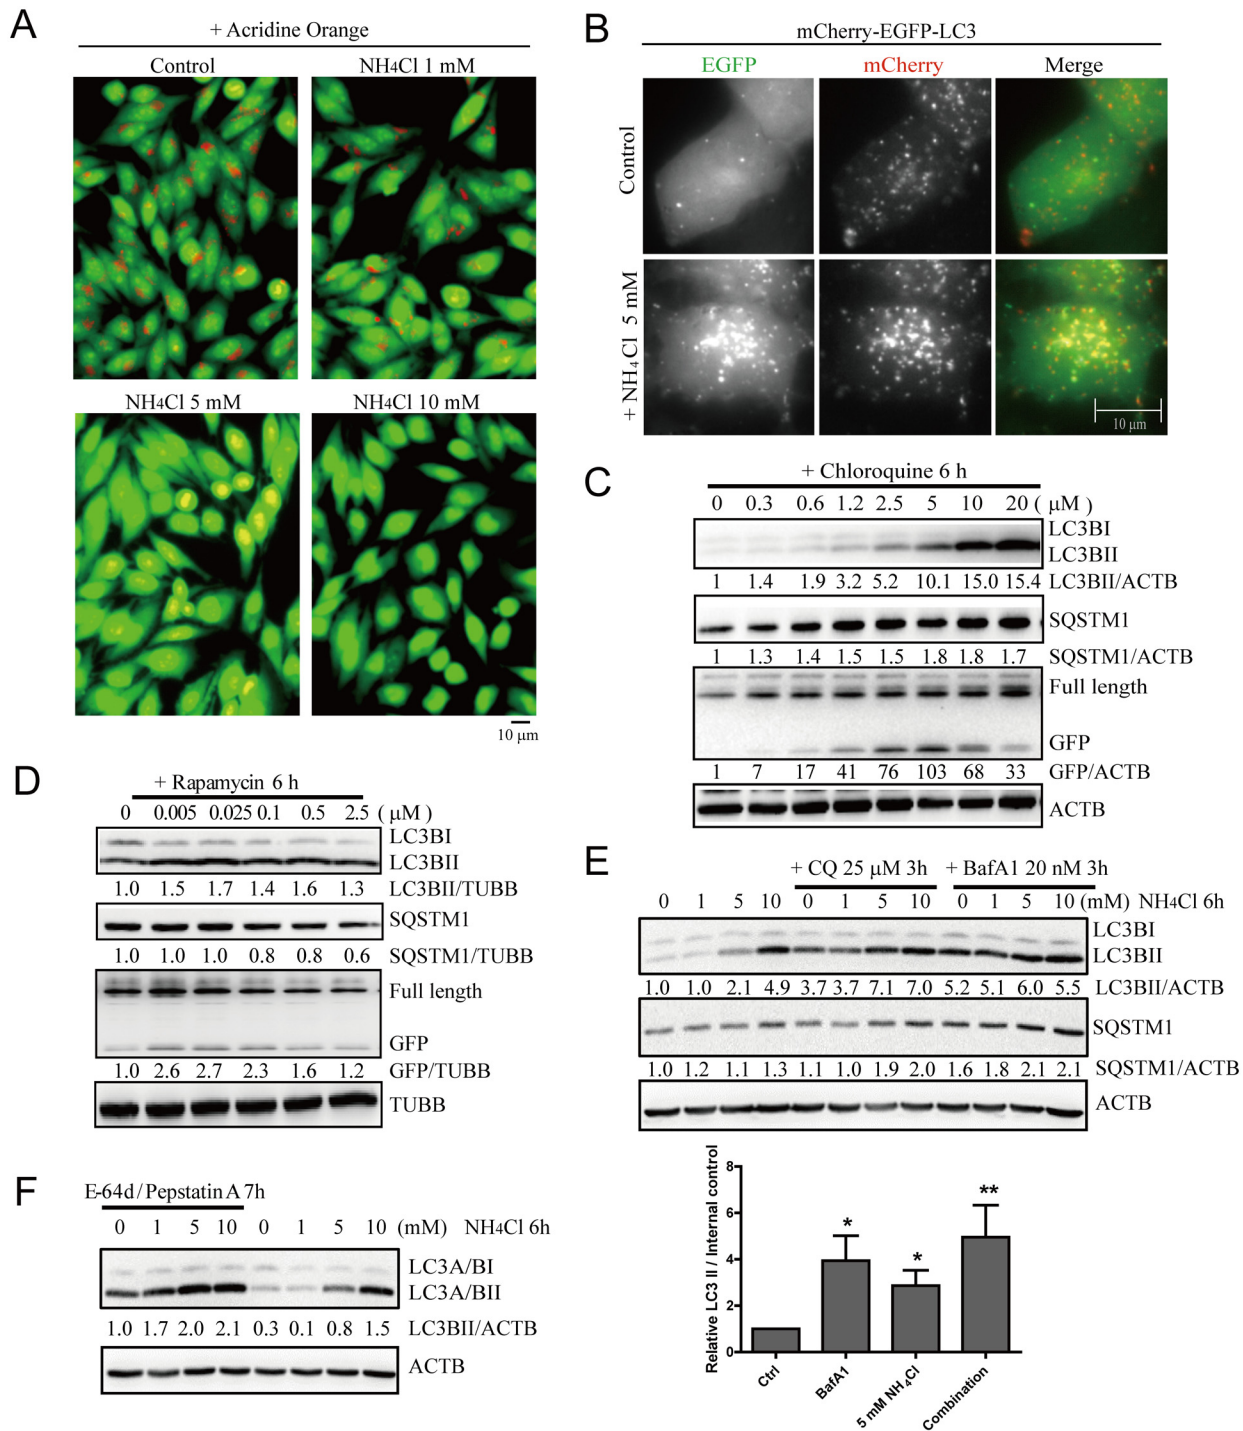 A
+ Acridine Orange
Control
NH4Cl 1 mM
NH4Cl 5 mM
NH4Cl 10 mM
10 μm
B
mCherry-EGFP-LC3
EGFP mCherry Merge
Control
+ NH4Cl 5 mM
10 μm
C
+ Chloroquine 6 h
0 0.3 0.6 1.2 2.5 5 10 20 ( μM )
LC3BI
LC3BII
1 1.4 1.9 3.2 5.2 10.1 15.0 15.4 LC3BII/ACTB
SQSTM1
1 1.3 1.4 1.5 1.5 1.8 1.8 1.7 SQSTM1/ACTB
Full length
GFP
1 7 17 41 76 103 68 33 GFP/ACTB
ACTB
D
+ Rapamycin 6 h
0 0.005 0.025 0.1 0.5 2.5 ( μM )
LC3BI
LC3BII
1.0 1.5 1.7 1.4 1.6 1.3 LC3BII/TUBB
SQSTM1
1.0 1.0 1.0 0.8 0.8 0.6 SQSTM1/TUBB
Full length
GFP
1.0 2.6 2.7 2.3 1.6 1.2 GFP/TUBB
TUBB
E
+ CQ 25 μM 3h + BafA1 20 nM 3h
0 1 5 10 0 1 5 10 0 1 5 10 (mM) NH4Cl 6h
LC3BI
LC3BII
1.0 1.0 2.1 4.9 3.7 3.7 7.1 7.0 5.2 5.1 6.0 5.5 LC3BII/ACTB
SQSTM1
1.0 1.2 1.1 1.3 1.1 1.0 1.9 2.0 1.6 1.8 2.1 2.1 SQSTM1/ACTB
ACTB
Relative LC3 II / Internal control
8
6
4
2
0
* * **
Ctrl
BafA1
5 mM NH4Cl
Combination
F
E-64d/Pepstatin A 7h
0 1 5 10 0 1 5 10 (mM) NH4Cl 6h
LC3A/BI
LC3A/BII
1.0 1.7 2.0 2.1 0.3 0.1 0.8 1.5 LC3BII/ACTB
ACTB